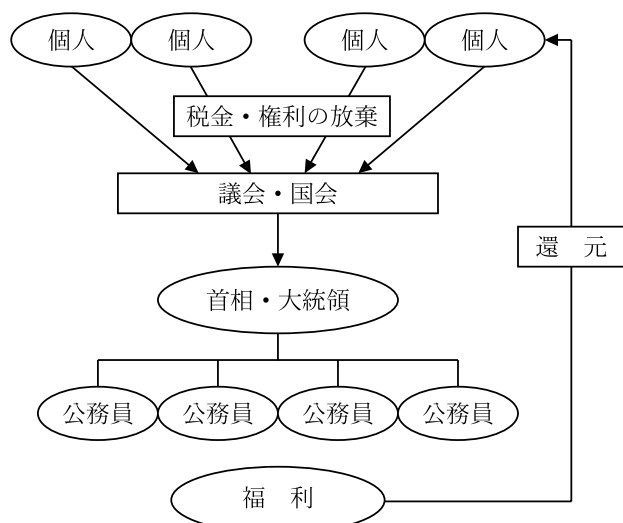 個人
個人
個人
個人
税金・権利の放棄
議会・国会
還　元
首相・大統領
公務員
公務員
公務員
公務員
福　利